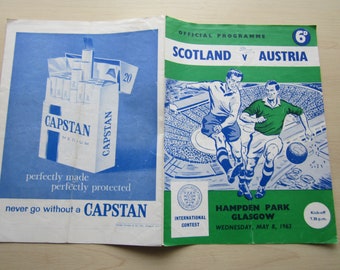 20
CAPSTAN
MEDIUM
CAPSTAN
perfectly made
perfectly protected
never go without a CAPSTAN
OFFICIAL PROGRAMME
6D
SCOTLAND V AUSTRIA
INTERNATIONAL
CONTEST
HAMPDEN PARK
GLASGOW
WEDNESDAY, MAY 8, 1963
Kick-off
7.30 p.m.